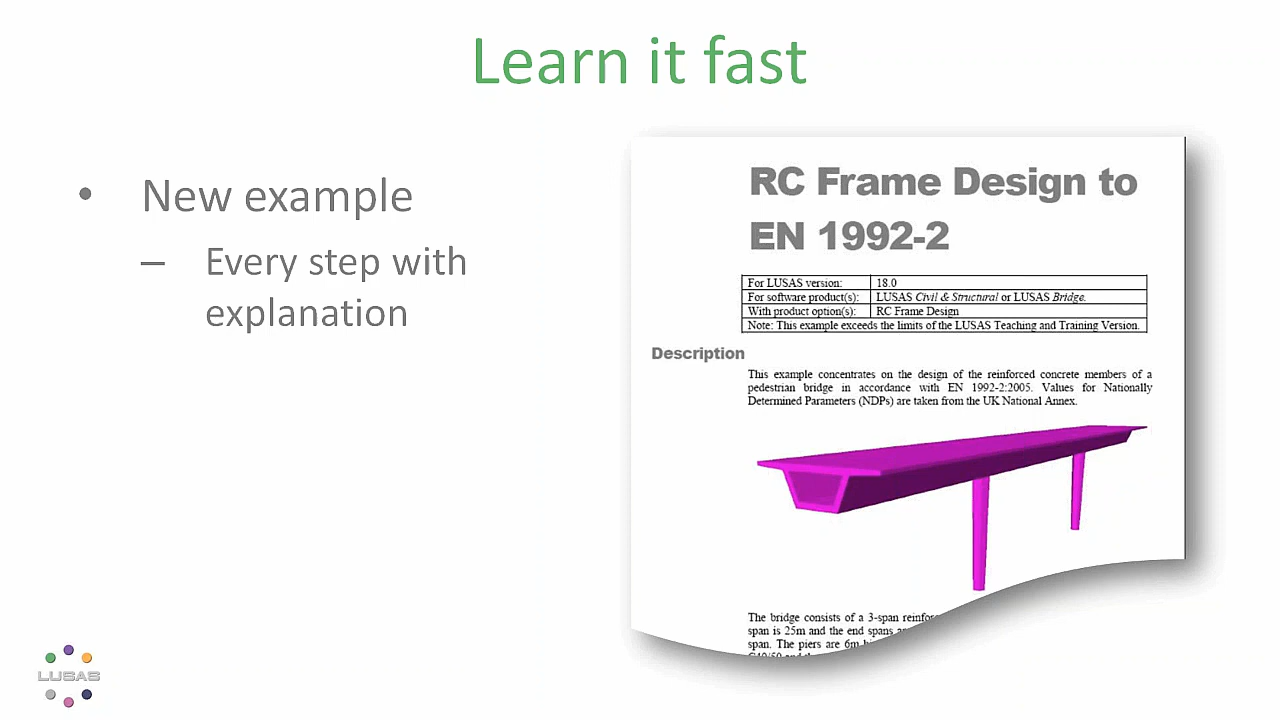 Learn it fast
• New example
– Every step with
explanation
RC Frame Design to
EN 1992-2
For LUSAS version: 18.0
For software product(s): LUSAS Civil & Structural or LUSAS Bridge.
With product option(s): RC Frame Design
Note: This example exceeds the limits of the LUSAS Teaching and Training Version.
Description
This example concentrates on the design of the reinforced concrete members of a
pedestrian bridge in accordance with EN 1992-2:2005. Values for Nationally
Determined Parameters (NDPs) are taken from the UK National Annex.
The bridge consists of a 3-span
span is 25m and the end spans
span. The piers are 6m
LUSAS